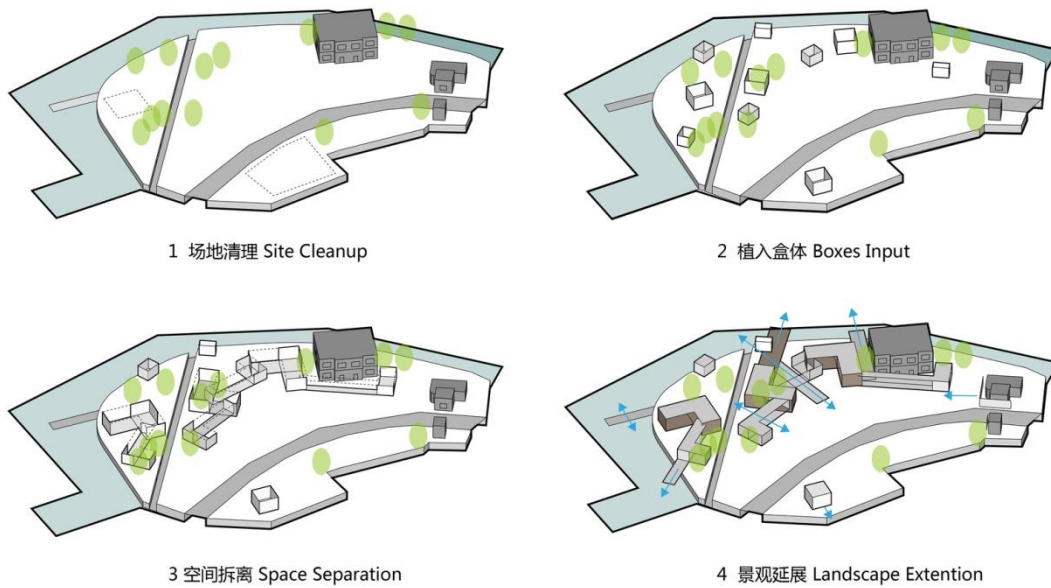 1 场地清理 Site Cleanup
2 植入盒体 Boxes Input
3 空间拆离 Space Separation
4 景观延展 Landscape Extention